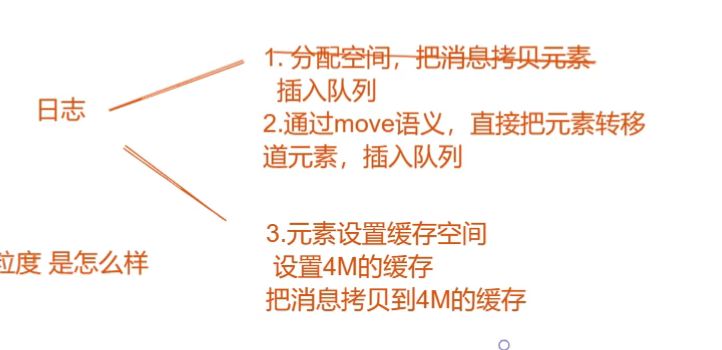 1. 分配空间，把消息拷贝元素
插入队列
日志
2.通过move语义，直接把元素转移
道元素，插入队列
3.元素设置缓存空间
粒度 是怎么样
设置4M的缓存
把消息拷贝到4M的缓存